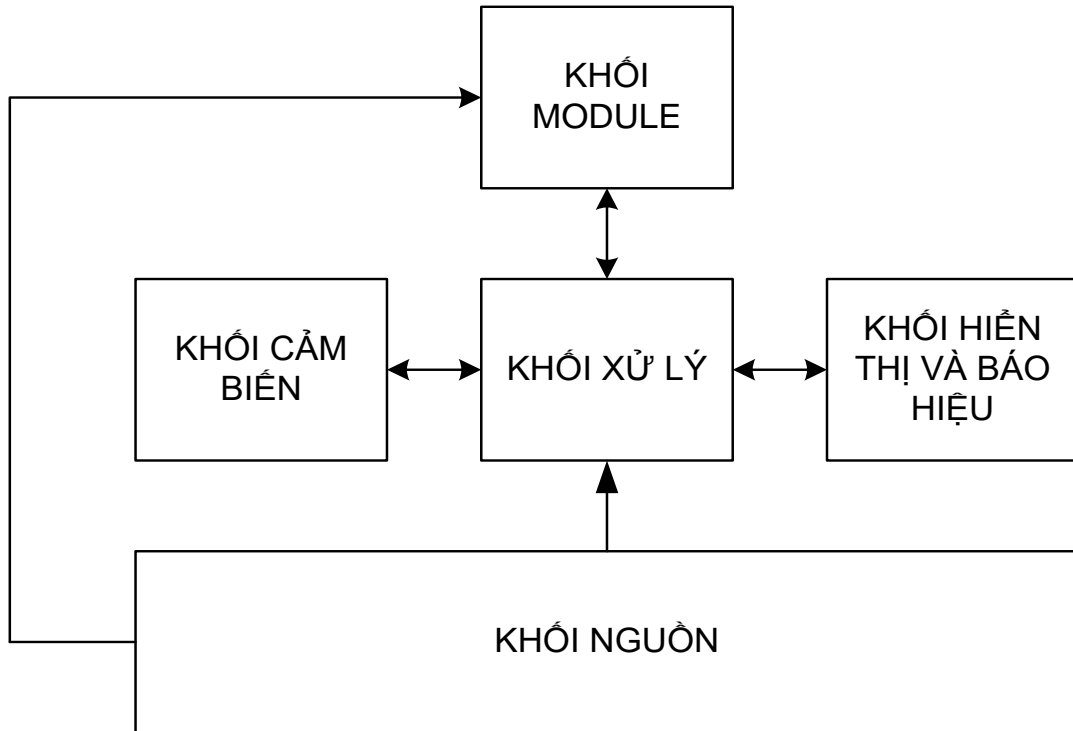 KHỐI
MODULE
KHỐI CẢM
BIẾN
KHỐI XỬ LÝ
KHỐI HIỂN
THỊ VÀ BÁO
HIỆU
KHỐI NGUỒN